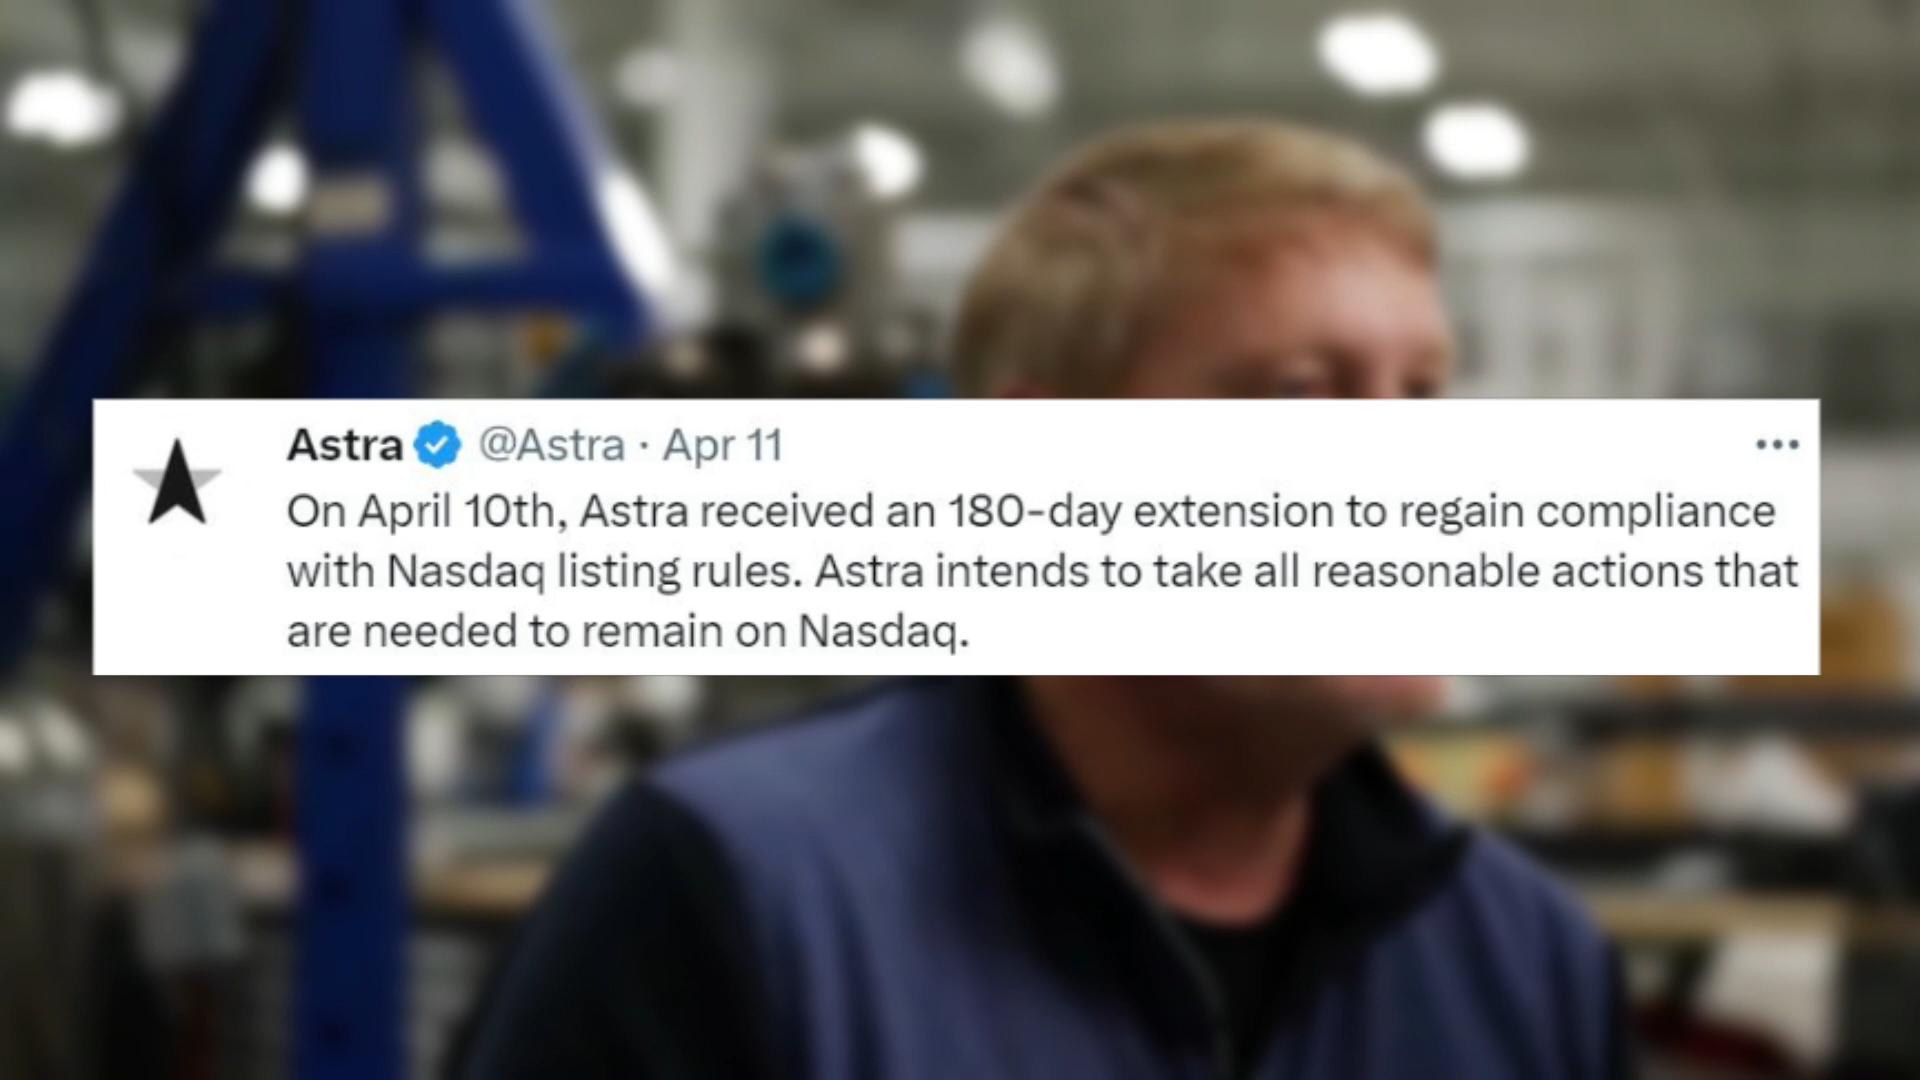 Astra @Astra · Apr 11
On April 10th, Astra received an 180-day extension to regain compliance
with Nasdaq listing rules. Astra intends to take all reasonable actions that
are needed to remain on Nasdaq.